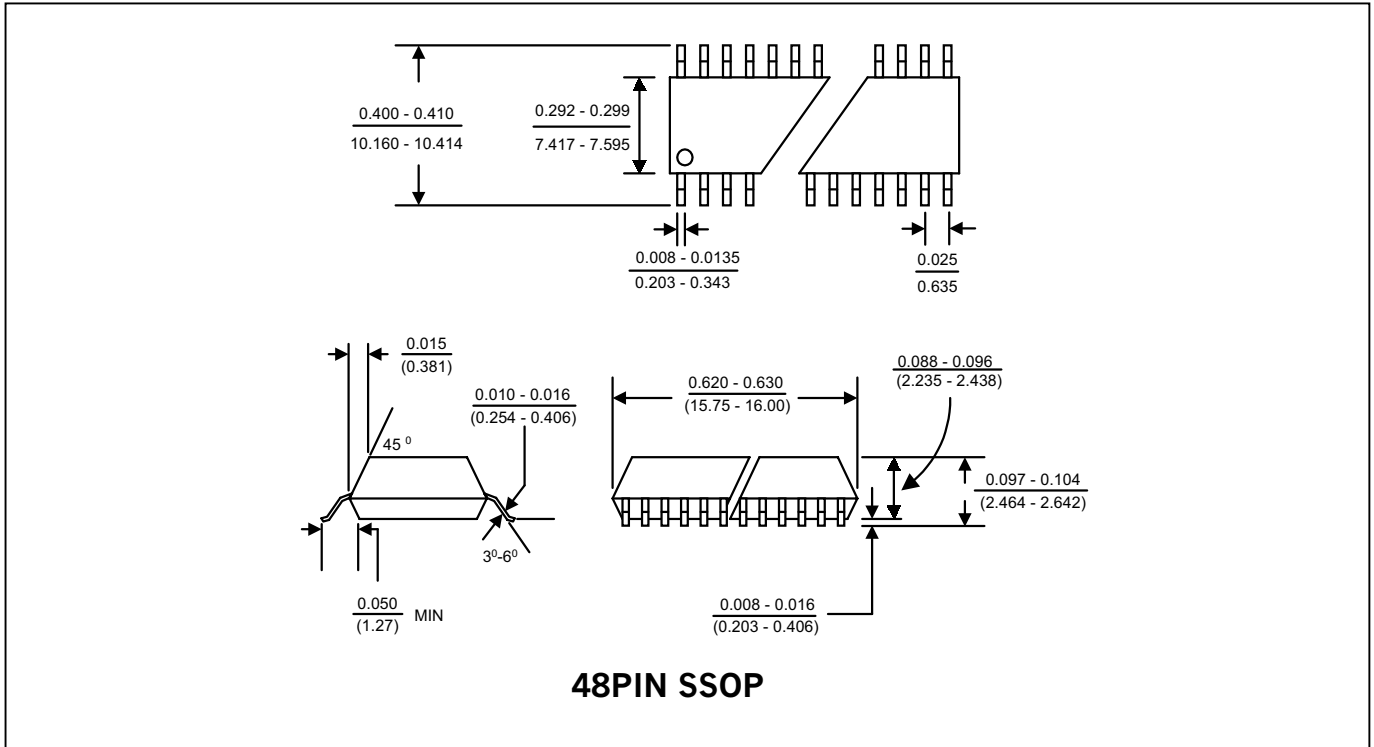 0.400 - 0.410
10.160 - 10.414
0.292 - 0.299
7.417 - 7.595
0.008 - 0.0135
0.203 - 0.343
0.025
0.635
0.015
(0.381)
0.010 - 0.016
(0.254 - 0.406)
45 ⁰
3⁰-6⁰
0.050
(1.27) MIN
0.620 - 0.630
(15.75 - 16.00)
0.088 - 0.096
(2.235 - 2.438)
0.097 - 0.104
(2.464 - 2.642)
0.008 - 0.016
(0.203 - 0.406)
48PIN SSOP